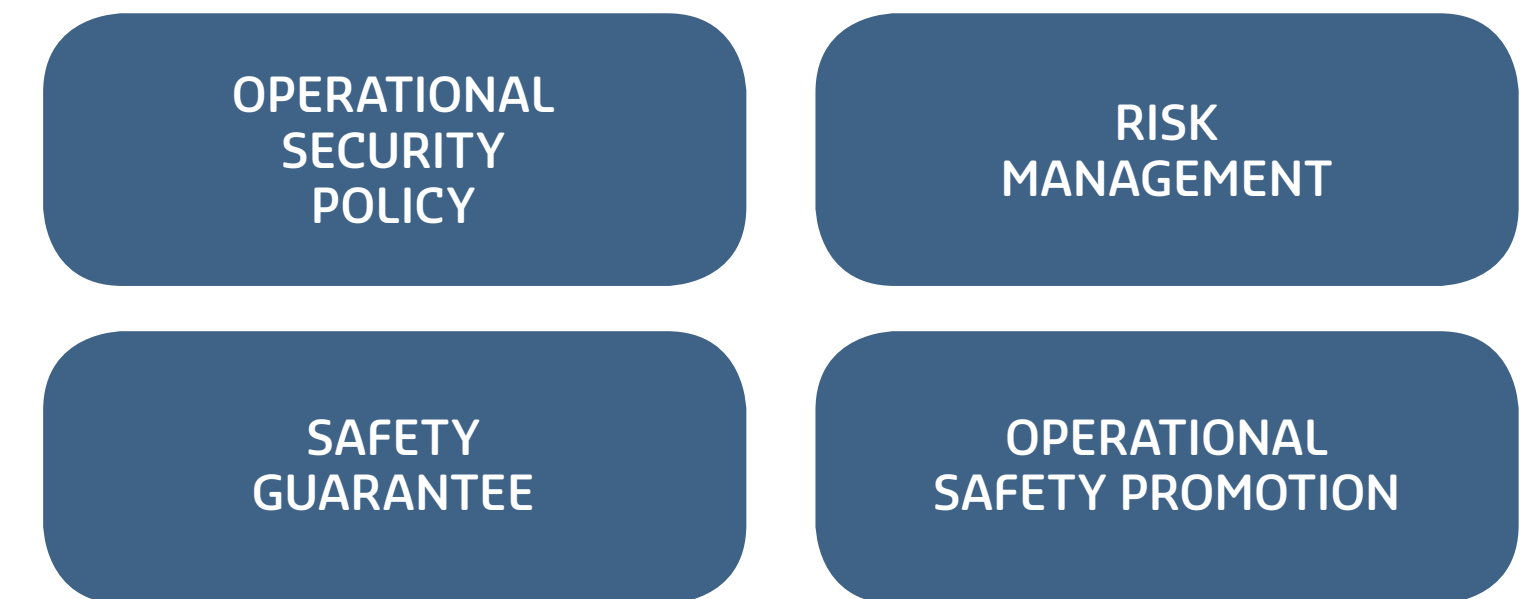 OPERATIONAL
SECURITY
POLICY
RISK
MANAGEMENT
SAFETY
GUARANTEE
OPERATIONAL
SAFETY PROMOTION